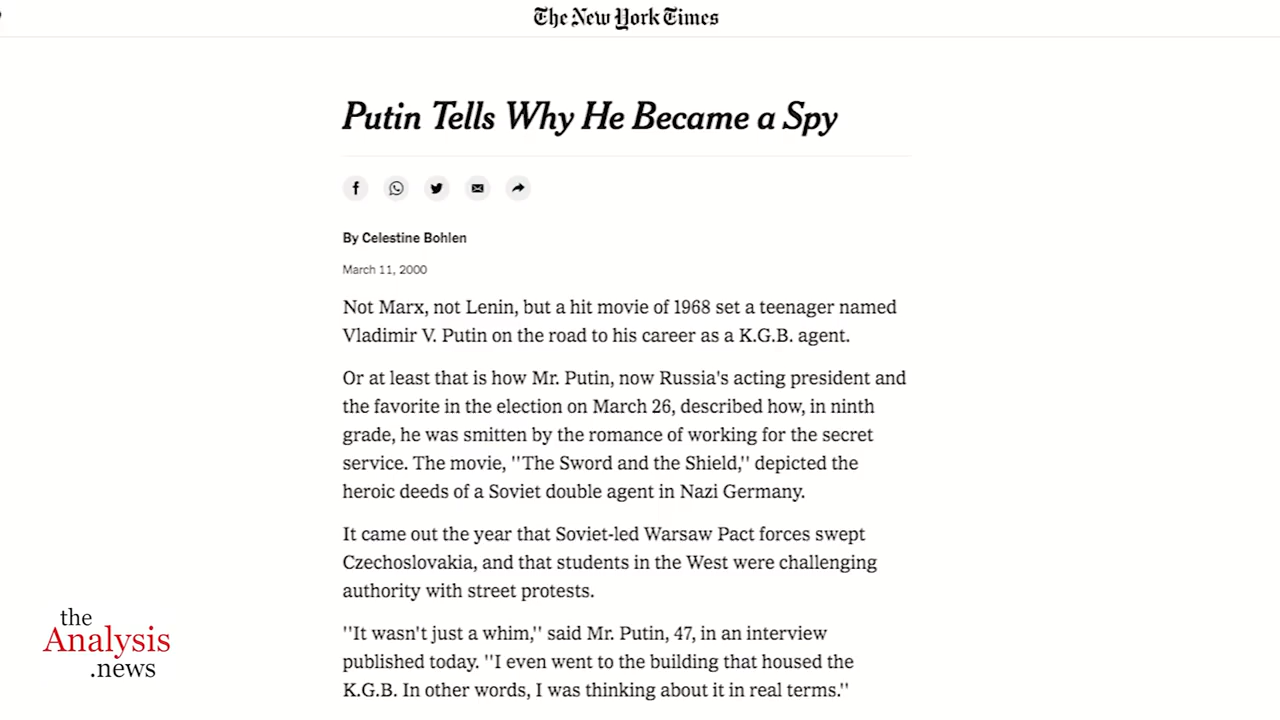 The New York Times
Putin Tells Why He Became a Spy
By Celestine Bohlen
March 11, 2000
Not Marx, not Lenin, but a hit movie of 1968 set a teenager named
Vladimir V. Putin on the road to his career as a K.G.B. agent.
Or at least that is how Mr. Putin, now Russia's acting president and
the favorite in the election on March 26, described how, in ninth
grade, he was smitten by the romance of working for the secret
service. The movie, ''The Sword and the Shield,'' depicted the
heroic deeds of a Soviet double agent in Nazi Germany.
It came out the year that Soviet-led Warsaw Pact forces swept
Czechoslovakia, and that students in the West were challenging
authority with street protests.
''It wasn't just a whim,'' said Mr. Putin, 47, in an interview
published today. ''I even went to the building that housed the
K.G.B. In other words, I was thinking about it in real terms.''
the
Analysis
.news